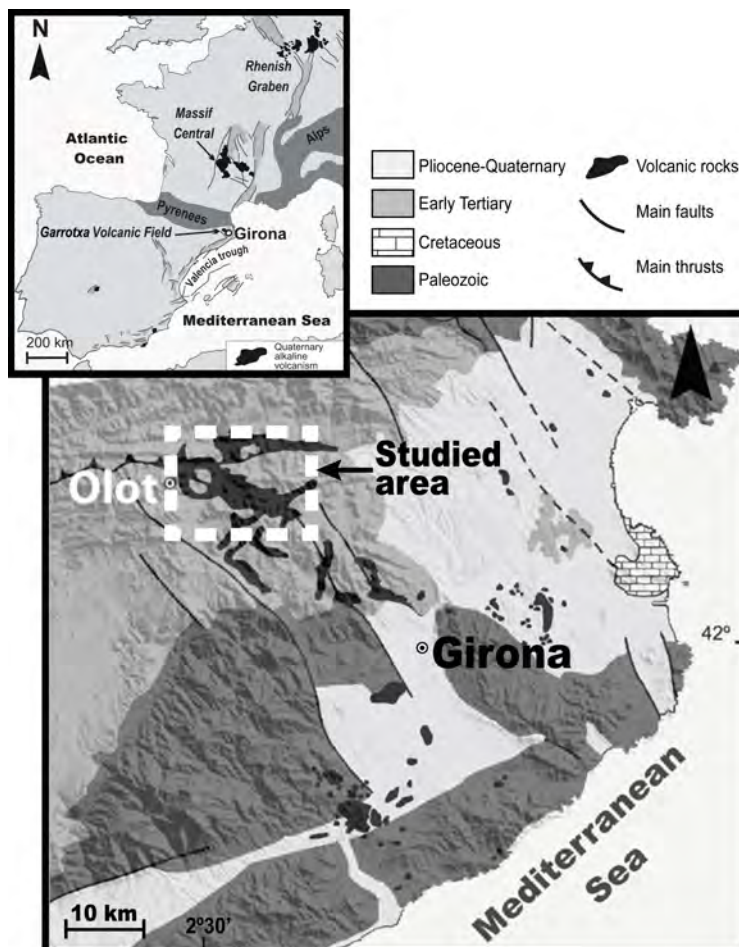 N
Rhenish
Graben
Massif
Central
Atlantic
Ocean
Alps
Pyrenees
Garrotxa Volcanic Field
Girona
Valencia trough
Mediterranean Sea
200 km
Quaternary
alkaline
volcanism
Pliocene-Quaternary
Early Tertiary
Cretaceous
Paleozoic
Volcanic rocks
Main faults
Main thrusts
Studied
area
Olot
42º
Girona
Mediterranean
Sea
10 km
2º30'